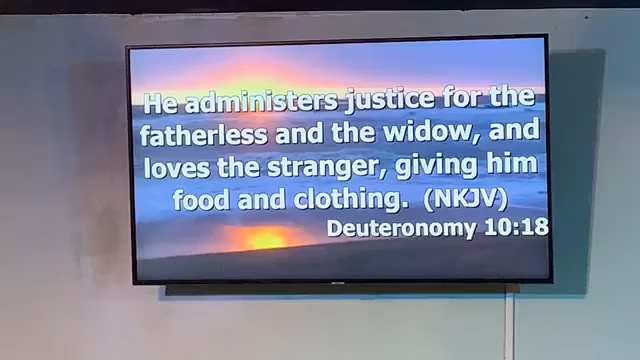 He administers justice for the
fatherless and the widow, and
loves the stranger, giving him
food and clothing. (NKJV)
Deuteronomy 10:18